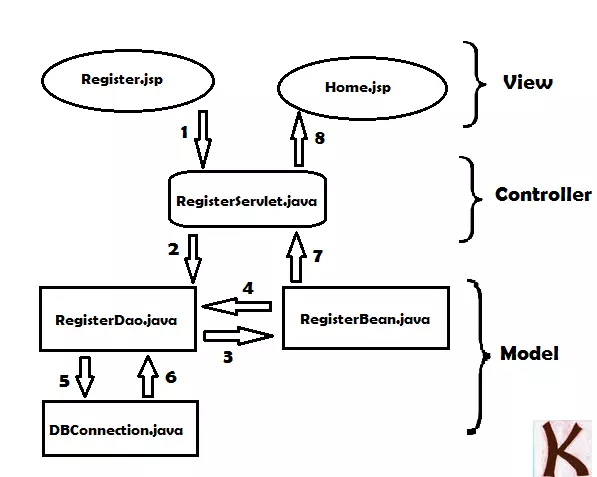 Register.jsp
Home.jsp
View
1
8
RegisterServlet.java
Controller
2
7
4
RegisterDao.java
RegisterBean.java
3
Model
5
6
DBConnection.java
K